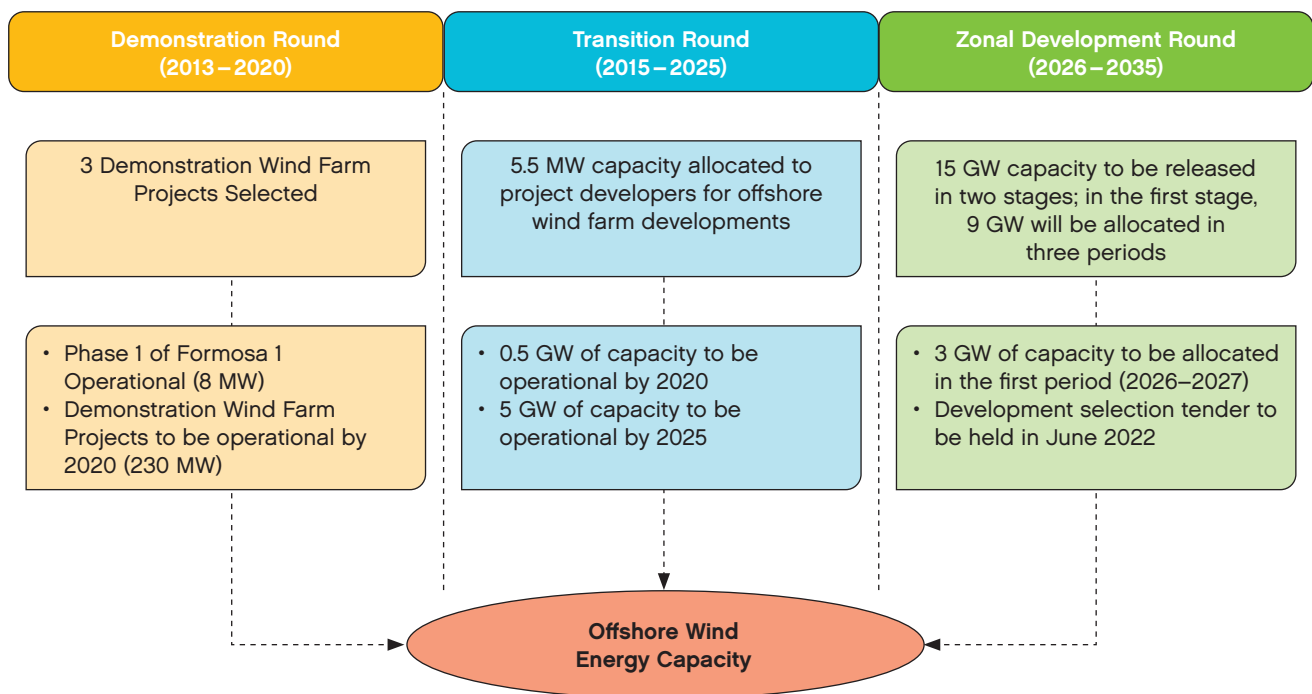 Demonstration Round
(2013–2020)
Transition Round
(2015–2025)
Zonal Development Round
(2026–2035)
3 Demonstration Wind Farm
Projects Selected
5.5 MW capacity allocated to
project developers for offshore
wind farm developments
15 GW capacity to be released
in two stages; in the first stage,
9 GW will be allocated in
three periods
• Phase 1 of Formosa 1
Operational (8 MW)
• Demonstration Wind Farm
Projects to be operational by
2020 (230 MW)
• 0.5 GW of capacity to be
operational by 2020
• 5 GW of capacity to be
operational by 2025
• 3 GW of capacity to be allocated
in the first period (2026–2027)
• Development selection tender to
be held in June 2022
Offshore Wind
Energy Capacity